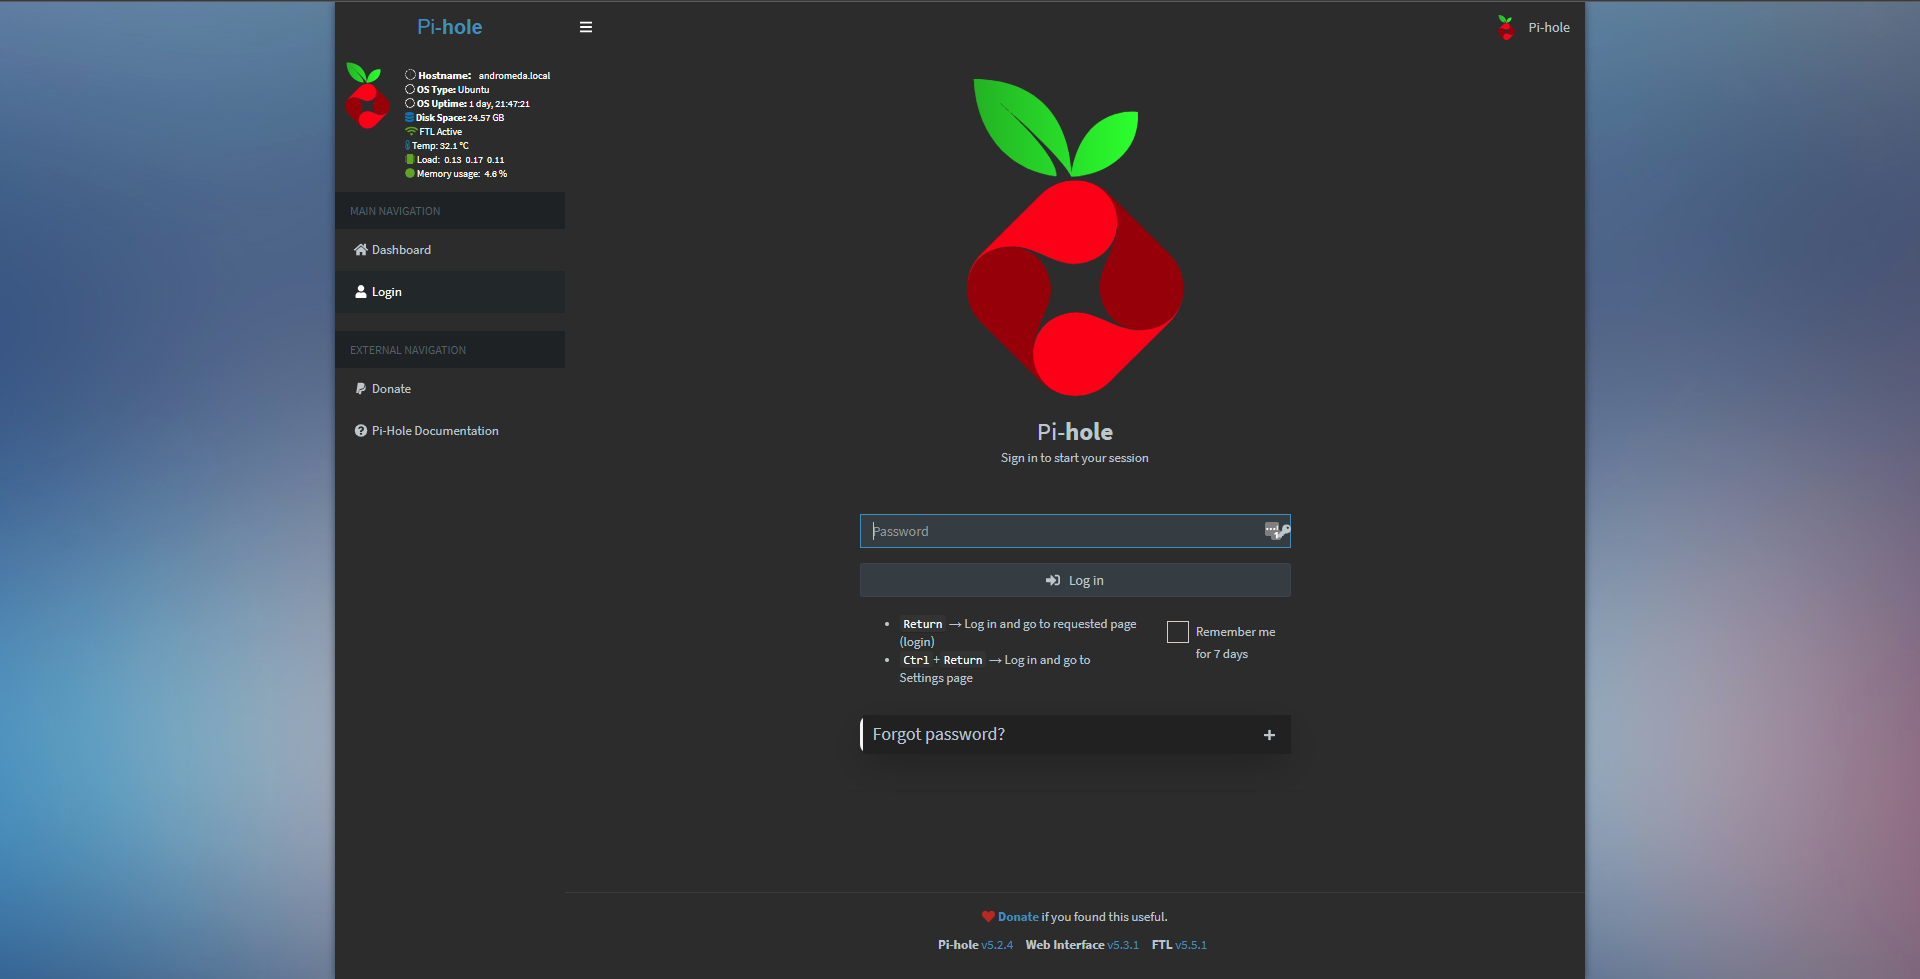 Pi-hole
Pi-hole
Hostname: andromeda.local
OS Type: Ubuntu
OS Uptime: 1 day, 21:47:21
Disk Space: 24.57 GB
FTL Active
Temp: 32.1 °C
Load: 0.13 0.17 0.11
Memory usage: 4.6 %
MAIN NAVIGATION
Dashboard
Login
EXTERNAL NAVIGATION
Donate
Pi-Hole Documentation
Pi-hole
Sign in to start your session
Password
1
Log in
Return → Log in and go to requested page
(login)
Ctrl + Return → Log in and go to
Settings page
Remember me
for 7 days
Forgot password?
+
Donate if you found this useful.
Pi-hole v5.2.4 Web Interface v5.3.1 FTL v5.5.1